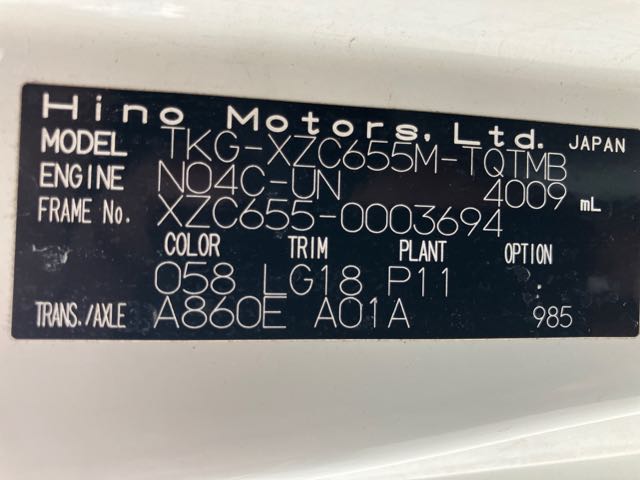 Hino Motors, Ltd. JAPAN
MODEL TKG-XZC655M-TQTMB
ENGINE N04C-UN 4009 mL
FRAME No. XZC655-0003694
COLOR TRIM PLANT OPTION
058 LG18 P11 :
TRANS./AXLE A860E A01A 985